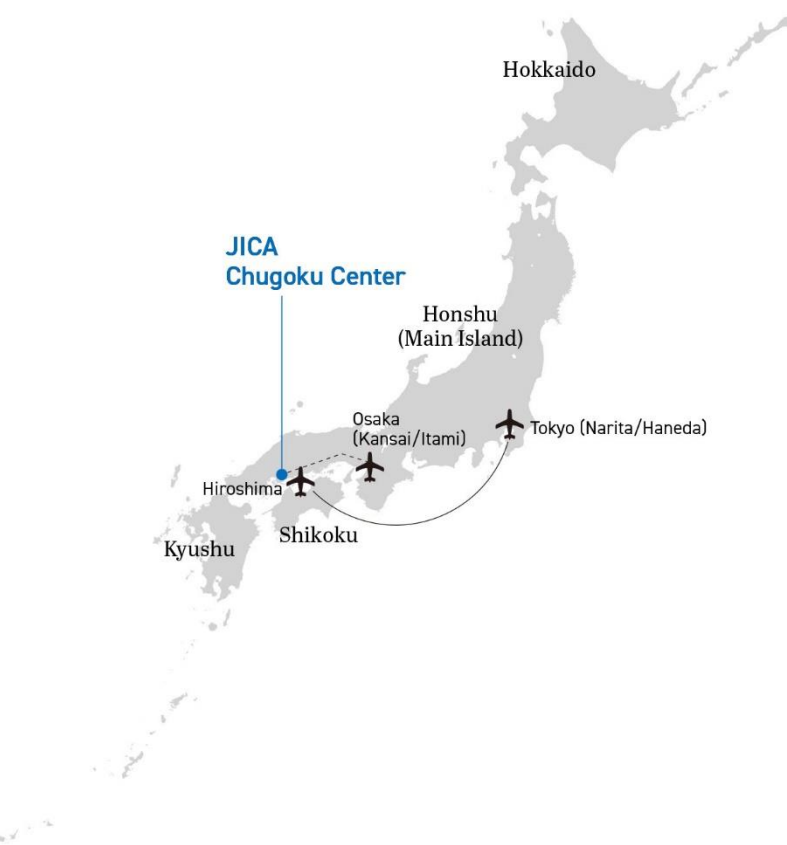 Hokkaido
JICA
Chugoku Center
Honshu
(Main Island)
Osaka
(Kansai/Itami)
Tokyo (Narita/Haneda)
Hiroshima
Shikoku
Kyushu